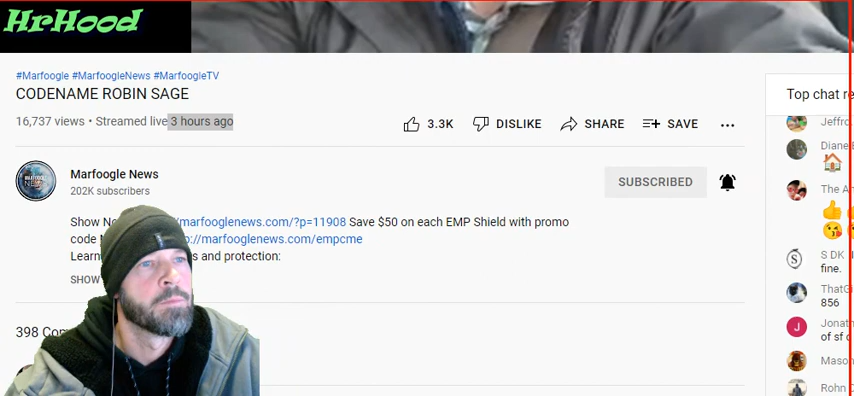 HrHood
#Marfoogle #MarfoogleNews #MarfoogleTV
CODENAME ROBIN SAGE
16,737 views • Streamed live 3 hours ago
3.3K
DISLIKE
SHARE
SAVE
...
Marfoogle News
202K subscribers
SUBSCRIBED
Show /marfooglenews.com/?p=11908 Save $50 on each EMP Shield with promo
code ://marfooglenews.com/empcme
Learn and protection:
SHOW
398
Top chat
Jeffro
Diane
The
S DK
fine.
856
J
of sf
Mason
Rohn